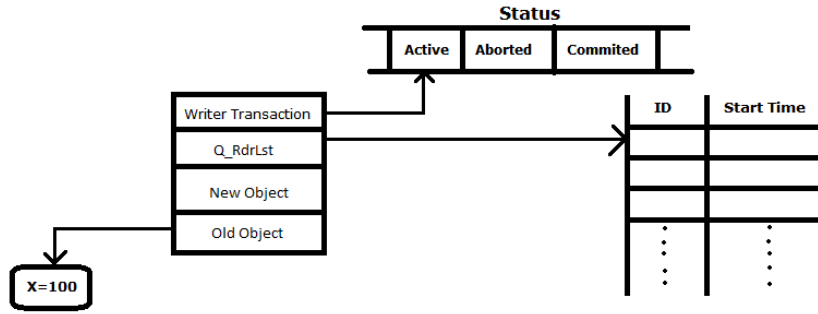 Status
Active Aborted Commited
Writer Transaction
Q_RdrLst
New Object
Old Object
ID Start Time
X=100